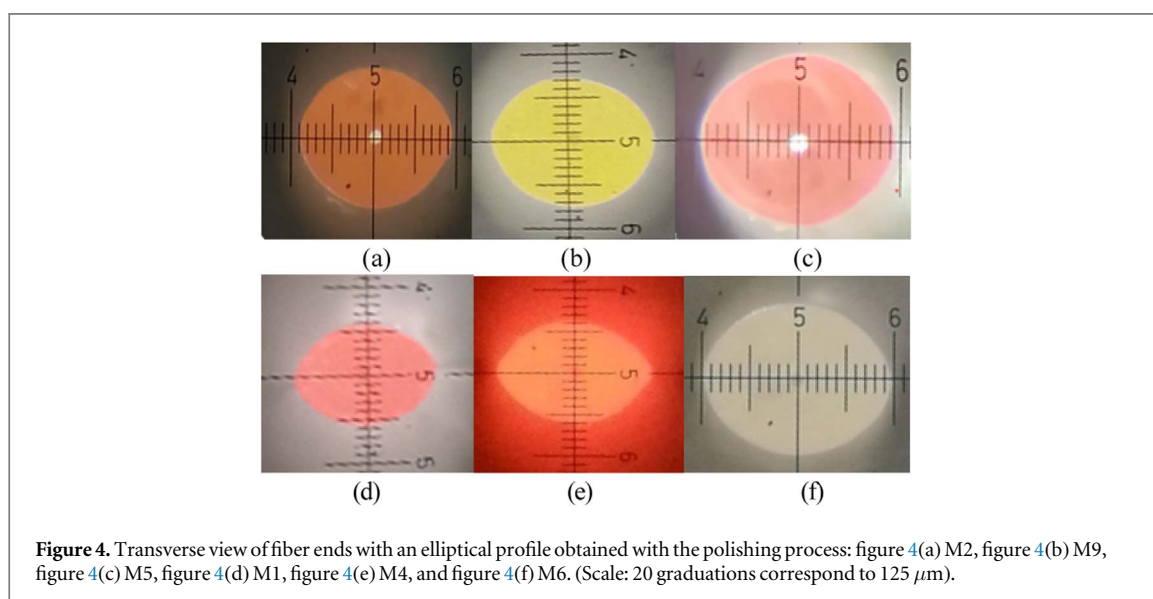 4 5 6
4
5
6
4 5 6
(a) (b) (c)
4
5
6
4
5
6
4 5 6
(d) (e) (f)
Figure 4. Transverse view of fiber ends with an elliptical profile obtained with the polishing process: figure 4(a) M2, figure 4(b) M9,
figure 4(c) M5, figure 4(d) M1, figure 4(e) M4, and figure 4(f) M6. (Scale: 20 graduations correspond to 125 μm).